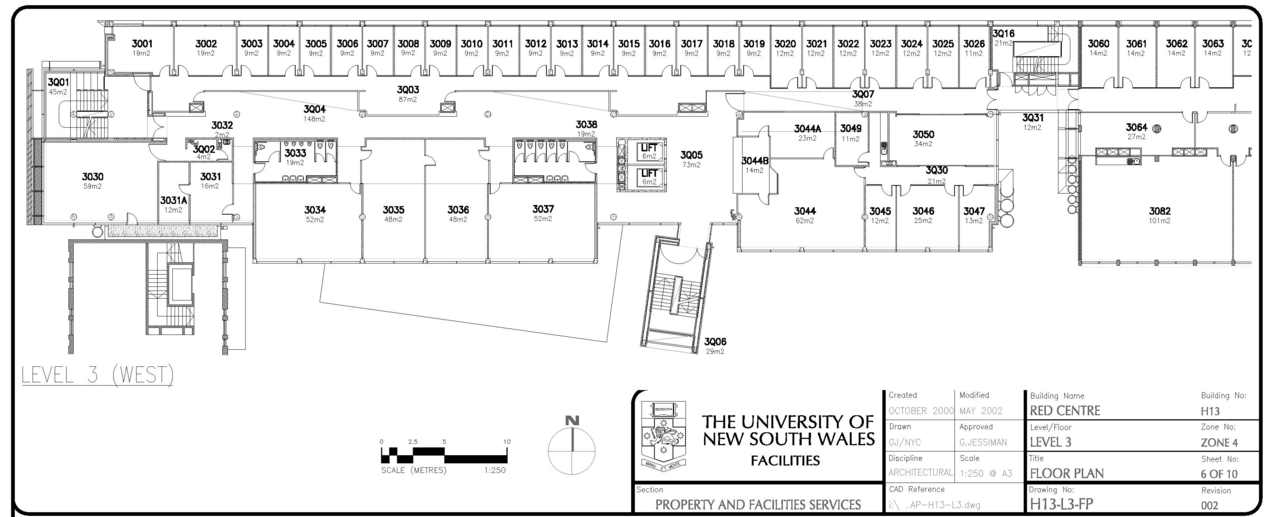 3001
19m2
3002
19m2
3003
9m2
3004
9m2
3005
9m2
3006
9m2
3007
9m2
3008
9m2
3009
9m2
3010
9m2
3011
9m2
3012
9m2
3013
9m2
3014
9m2
3015
9m2
3016
9m2
3017
9m2
3018
9m2
3019
9m2
3020
12m2
3021
12m2
3022
12m2
3023
12m2
3024
12m2
3025
12m2
3026
11m2
3Q16
21m2
3060
14m2
3061
14m2
3062
14m2
3063
14m2
3Q01
45m2
3Q03
87m2
3Q04
148m2
3Q07
38m2
3032
2m2
3Q02
4m2
3033
19m2
3038
19m2
LIFT
6m2
LIFT
6m2
3Q05
73m2
3044A
23m2
3049
11m2
3050
34m2
3Q31
12m2
3064
27m2
3044B
14m2
3Q30
21m2
3030
59m2
3031
16m2
3031A
12m2
3034
52m2
3035
48m2
3036
48m2
3037
52m2
3044
62m2
3045
12m2
3046
25m2
3047
13m2
3082
101m2
3Q06
29m2
LEVEL 3 (WEST)
0 5 10
SCALE (METRES) 1:250
N
THE UNIVERSITY OF
NEW SOUTH WALES
FACILITIES
Section
PROPERTY AND FACILITIES SERVICES
Created Modified
OCTOBER 2000 MAY 2002
Drawn Approved
GJ/NYC G.JESSIMAN
Discipline Scale
ARCHITECTURAL 1:250 @ A3
CAD Reference
I:\ ..AP-H13-L3.dwg
Building Name Building No:
RED CENTRE H13
Level/Floor Zone No:
LEVEL 3 ZONE 4
Title Sheet No:
FLOOR PLAN 6 OF 10
Drawing No: Revision
H13-L3-FP 002